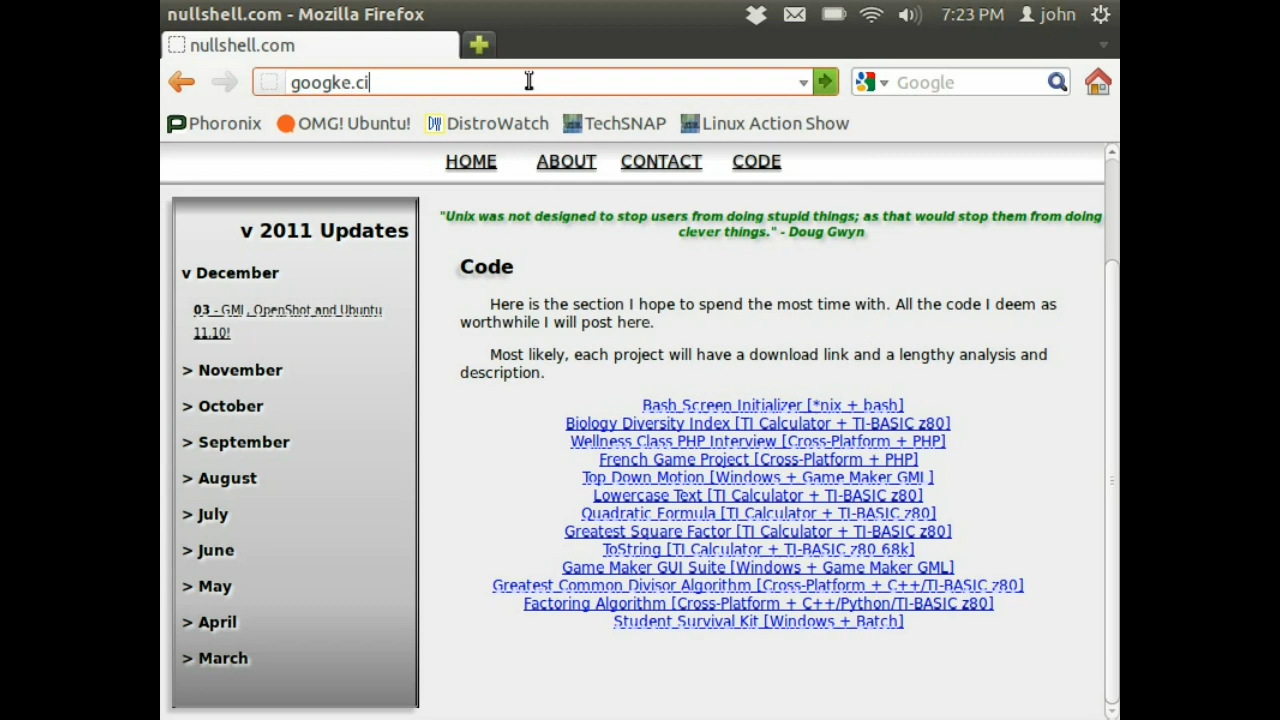 nullshell.com - Mozilla Firefox 7:23 PM john
nullshell.com
googke.ci Google
Phoronix OMG! Ubuntu! DW DistroWatch TechSNAP Linux Action Show
HOME ABOUT CONTACT CODE
v 2011 Updates
v December
03 - GML, OpenShot and Ubuntu
11.10!
> November
> October
> September
> August
> July
> June
> May
> April
> March
"Unix was not designed to stop users from doing stupid things; as that would stop them from doing
clever things." - Doug Gwyn
Code
Here is the section I hope to spend the most time with. All the code I deem as
worthwhile I will post here.
Most likely, each project will have a download link and a lengthy analysis and
description.
Bash Screen Initializer [*nix + bash]
Biology Diversity Index [TI Calculator + TI-BASIC z80]
Wellness Class PHP Interview [Cross-Platform + PHP]
French Game Project [Cross-Platform + PHP]
Top Down Motion [Windows + Game Maker GML]
Lowercase Text [TI Calculator + TI-BASIC z80]
Quadratic Formula [TI Calculator + TI-BASIC z80]
Greatest Square Factor [TI Calculator + TI-BASIC z80]
ToString [TI Calculator + TI-BASIC z80 68k]
Game Maker GUI Suite [Windows + Game Maker GML]
Greatest Common Divisor Algorithm [Cross-Platform + C++/TI-BASIC z80]
Factoring Algorithm [Cross-Platform + C++/Python/TI-BASIC z80]
Student Survival Kit [Windows + Batch]